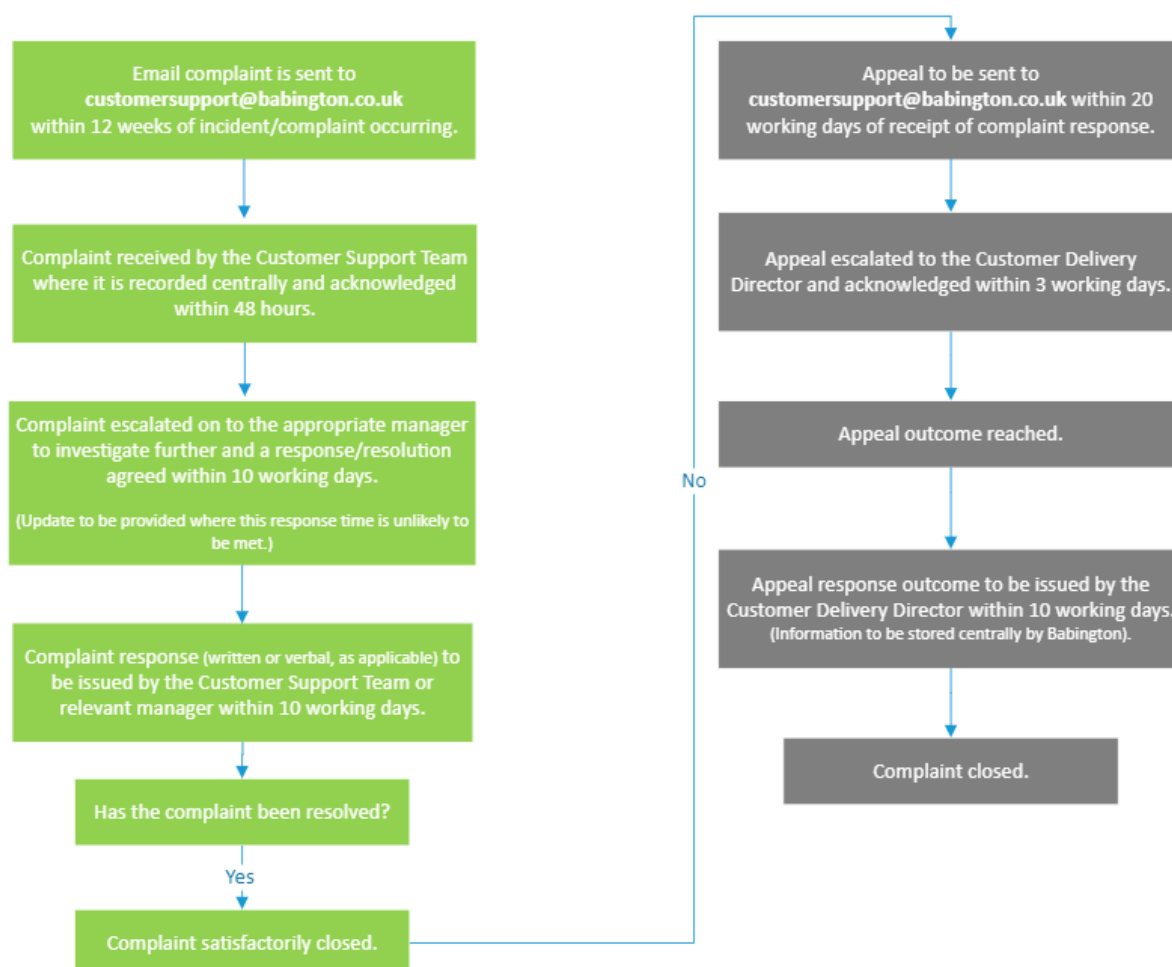 Email complaint is sent to
customersupport@babington.co.uk
within 12 weeks of incident/complaint occurring.
Complaint received by the Customer Support Team
where it is recorded centrally and acknowledged
within 48 hours.
Complaint escalated on to the appropriate manager
to investigate further and a response/resolution
agreed within 10 working days.
(Update to be provided where this response time is unlikely to
be met.)
Complaint response (written or verbal, as applicable) to
be issued by the Customer Support Team or
relevant manager within 10 working days.
Has the complaint been resolved?
Yes
Complaint satisfactorily closed.
No
Appeal to be sent to
customersupport@babington.co.uk within 20
working days of receipt of complaint response.
Appeal escalated to the Customer Delivery
Director and acknowledged within 3 working days.
Appeal outcome reached.
Appeal response outcome to be issued by the
Customer Delivery Director within 10 working days.
(Information to be stored centrally by Babington).
Complaint closed.